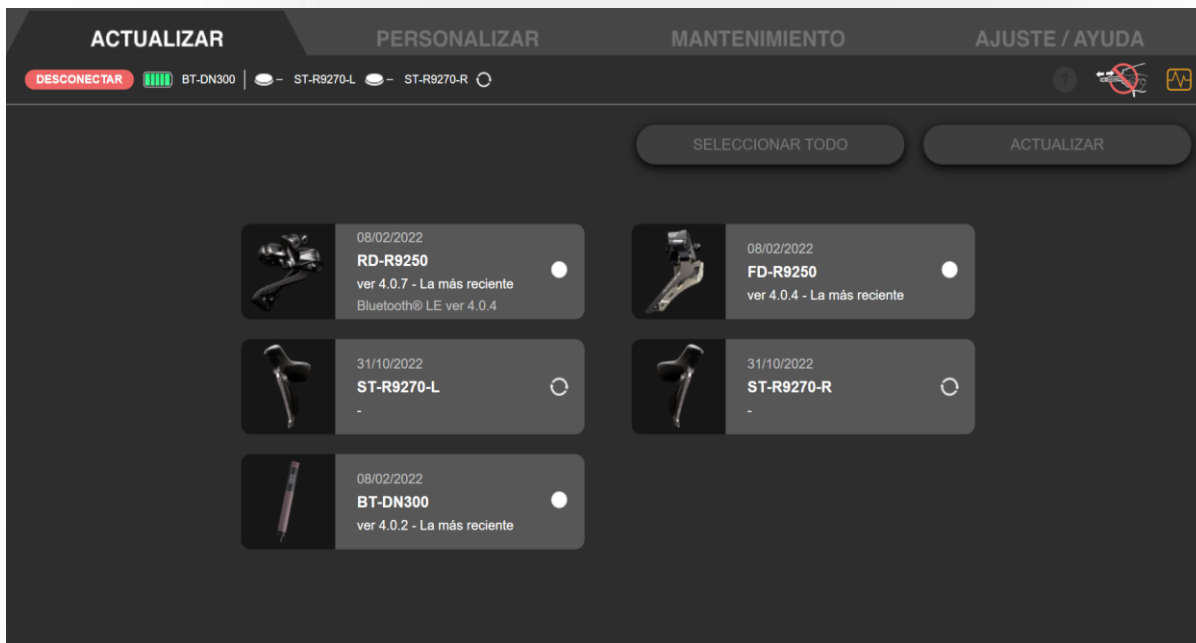 ACTUALIZAR PERSONALIZAR MANTENIMIENTO AJUSTE / AYUDA
DESCONECTAR BT-DN300 – ST-R9270-L – ST-R9270-R ?
SELECCIONAR TODO ACTUALIZAR
08/02/2022
RD-R9250
ver 4.0.7 - La más reciente
Bluetooth® LE ver 4.0.4
08/02/2022
FD-R9250
ver 4.0.4 - La más reciente
31/10/2022
ST-R9270-L
-
31/10/2022
ST-R9270-R
-
08/02/2022
BT-DN300
ver 4.0.2 - La más reciente